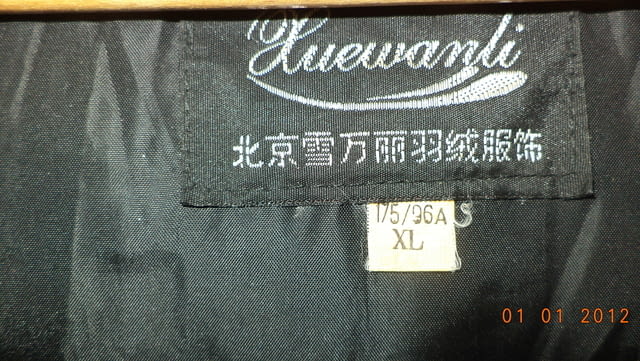 Xuewanli
北京雪万丽羽绒服饰
175/96A
XL
01 01 2012